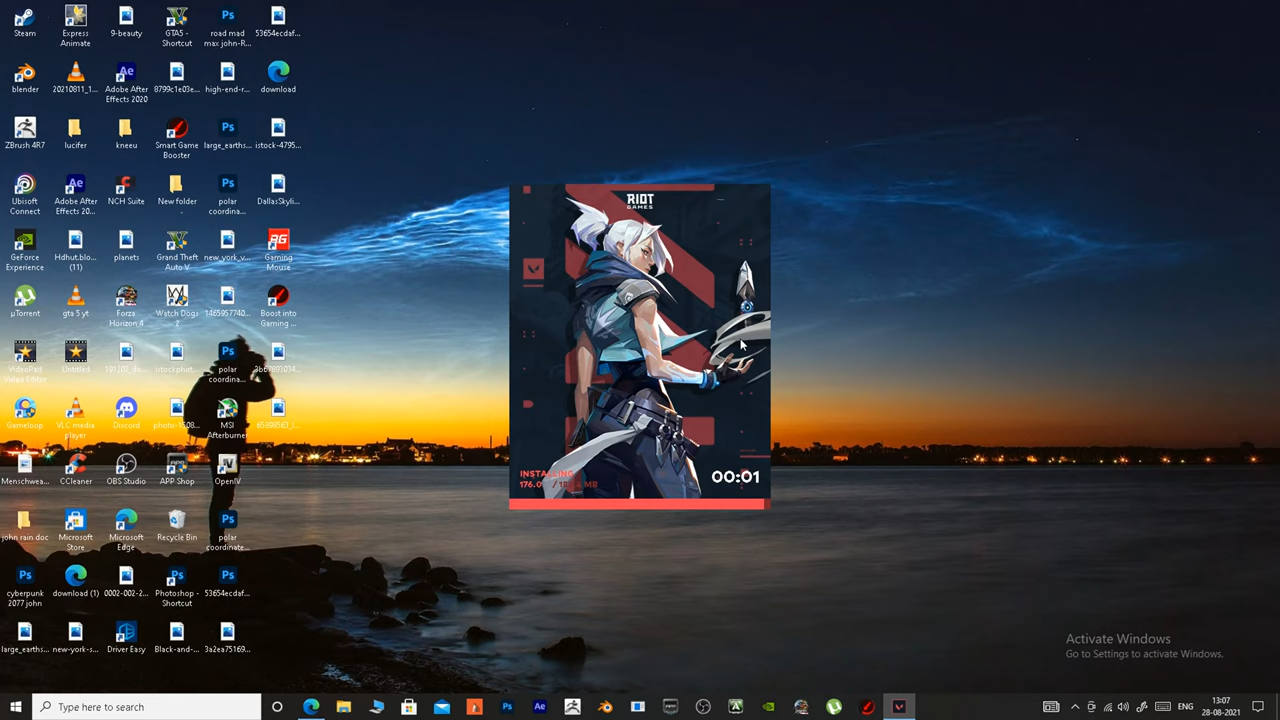 Steam
Express
Animate
9-beauty
GTA5 -
Shortcut
road mad
max john-R...
53654ecdaf...
blender
20210811_1...
Adobe After
Effects 2020
8799c1e03e...
high-end-r...
download
ZBrush 4R7
lucifer
kneeu
Smart Game
Booster
large_earths...
istock-4795...
Ubisoft
Connect
Adobe After
Effects 20...
NCH Suite
New folder
polar
coordina...
DallasSkyli...
GeForce
Experience
Hdhut.blo...
(11)
planets
Grand Theft
Auto V
new_york_v...
Gaming
Mouse
µTorrent
gta 5 yt
Forza
Horizon 4
Watch Dogs
2
1465957740...
Boost into
Gaming ...
VideoPad
Video Editor
Untitled
polar
coordina...
Gameloop
VLC media
player
Discord
MSI
Afterburner
Menschwea...
CCleaner
OBS Studio
APP Shop
OpenIV
john rain doc
Microsoft
Store
Microsoft
Edge
Recycle Bin
polar
coordinate...
cyberpunk
2077 john
download (1)
0002-002-2...
Photoshop -
Shortcut
53654ecdaf...
large_earths...
new-york-s...
Driver Easy
Black-and-...
3a2ea75169...
RIOT
GAMES
INSTALLING
00:01
Activate Windows
Go to Settings to activate Windows.
Type here to search
ENG
13:07
28-08-2021